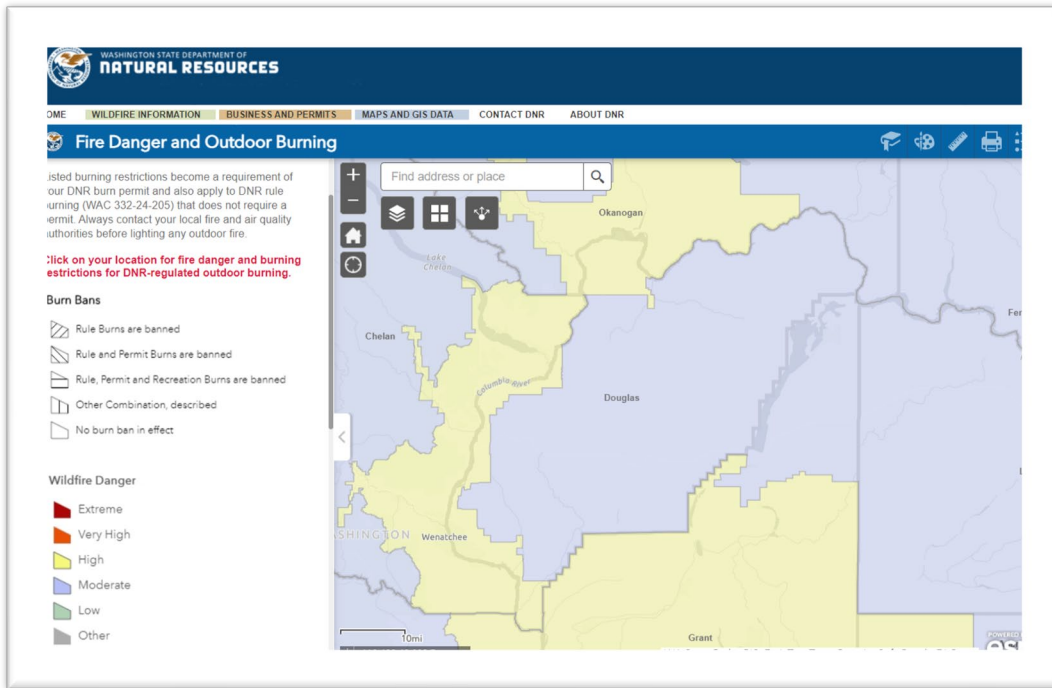 WASHINGTON STATE DEPARTMENT OF
NATURAL RESOURCES
OME WILDFIRE INFORMATION BUSINESS AND PERMITS MAPS AND GIS DATA CONTACT DNR ABOUT DNR
Fire Danger and Outdoor Burning
isted burning restrictions become a requirement of
our DNR burn permit and also apply to DNR rule
urning (WAC 332-24-205) that does not require a
ermit. Always contact your local fire and air quality
uthorities before lighting any outdoor fire.
Click on your location for fire danger and burning
estrictions for DNR-regulated outdoor burning.
Burn Bans
Rule Burns are banned
Rule and Permit Burns are banned
Rule, Permit and Recreation Burns are banned
Other Combination, described
No burn ban in effect
Wildfire Danger
Extreme
Very High
High
Moderate
Low
Other
+
Find address or place
−
Okanogan
Lake
Chelan
Fer
Chelan
Columbia River
Douglas
SHINGTON
Wenatchee
10mi
Grant
POWERED
esr